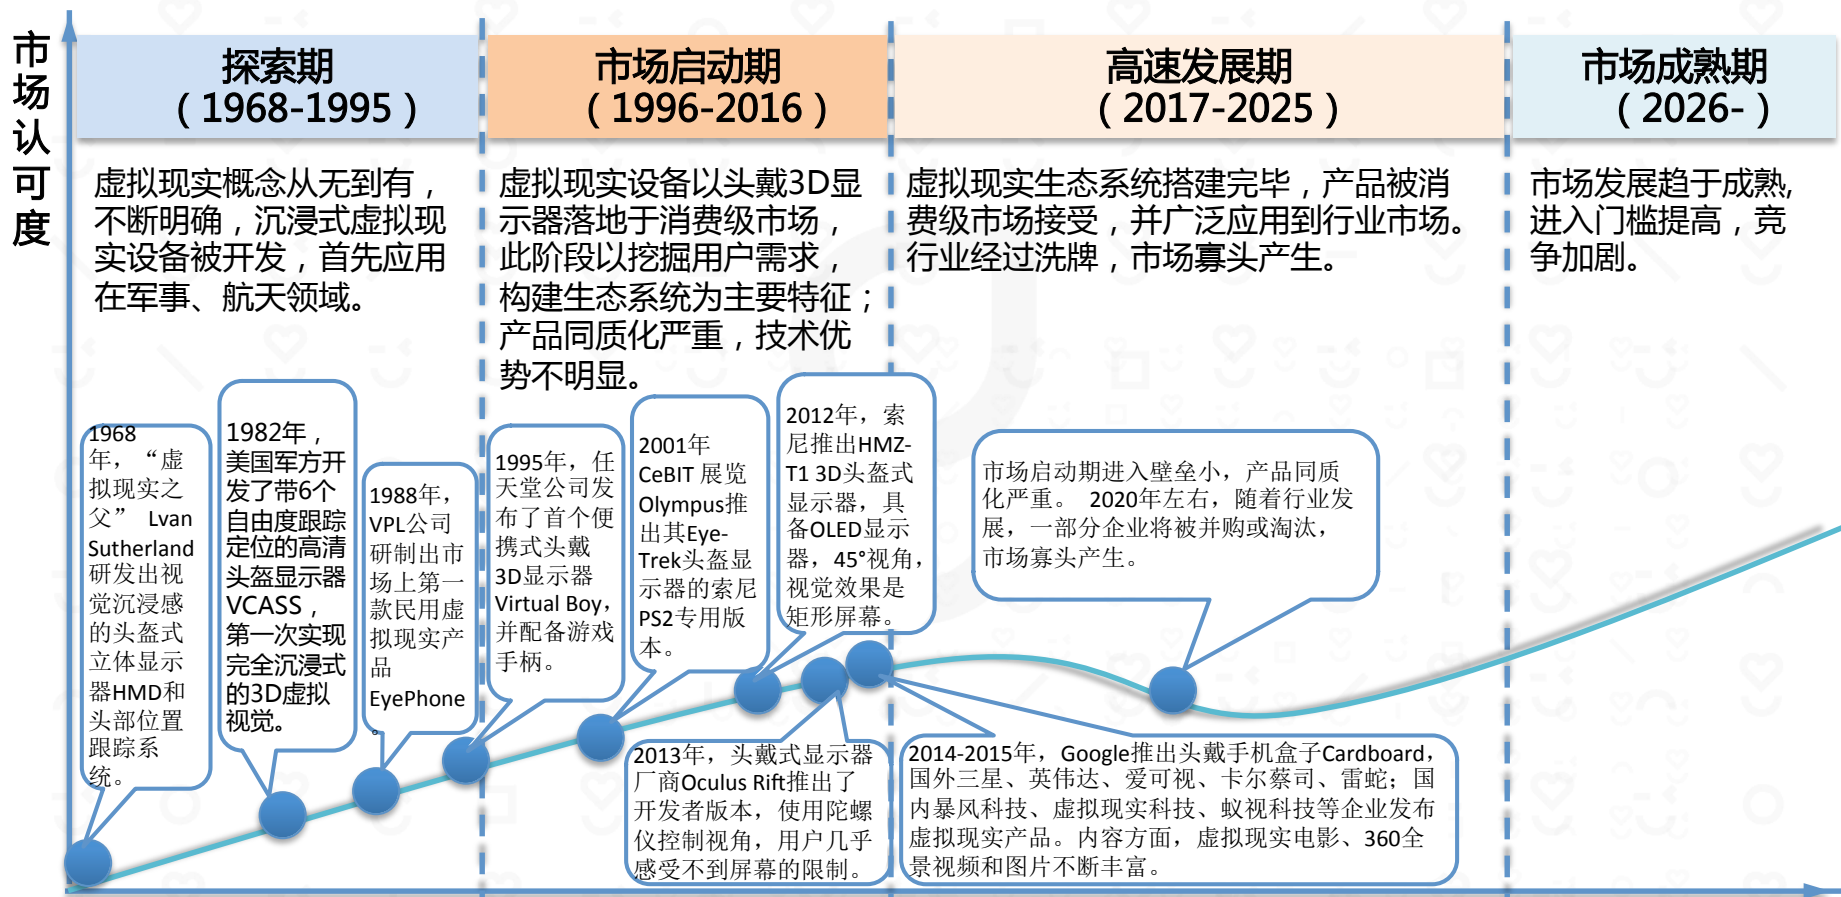 市
场
认
可
度
探索期
（1968-1995）
市场启动期
（1996-2016）
高速发展期
（2017-2025）
市场成熟期
（2026-）
虚拟现实概念从无到有，
不断明确，沉浸式虚拟现
实设备被开发，首先应用
在军事、航天领域。
虚拟现实设备以头戴3D显
示器落地于消费级市场，
此阶段以挖掘用户需求，
构建生态系统为主要特征；
产品同质化严重，技术优
势不明显。
虚拟现实生态系统搭建完毕，产品被消
费级市场接受，并广泛应用到行业市场。
行业经过洗牌，市场寡头产生。
市场发展趋于成熟,
进入门槛提高，竞
争加剧。
1968
年，“虚
拟现实之
父” Lvan
Sutherland
研发出视
觉沉浸感
的头盔式
立体显示
器HMD和
头部位置
跟踪系
统。
1982年，
美国军方开
发了带6个
自由度跟踪
定位的高清
头盔显示器
VCASS，
第一次实现
完全沉浸式
的3D虚拟
视觉。
1988年，
VPL公司
研制出市
场上第一
款民用虚
拟现实产
品
EyePhone
。
1995年，任
天堂公司发
布了首个便
携式头戴
3D显示器
Virtual Boy，
并配备游戏
手柄。
2001年
CeBIT 展览
Olympus推
出其Eye-
Trek头盔显
示器的索尼
PS2专用版
本。
2012年，索
尼推出HMZ-
T1 3D头盔式
显示器，具
备OLED显示
器，45°视角，
视觉效果是
矩形屏幕。
市场启动期进入壁垒小，产品同质
化严重。 2020年左右，随着行业发
展，一部分企业将被并购或淘汰，
市场寡头产生。
2013年，头戴式显示器
厂商Oculus Rift推出了
开发者版本，使用陀螺
仪控制视角，用户几乎
感受不到屏幕的限制。
2014-2015年，Google推出头戴手机盒子Cardboard，
国外三星、英伟达、爱可视、卡尔蔡司、雷蛇；国
内暴风科技、虚拟现实科技、蚁视科技等企业发布
虚拟现实产品。内容方面，虚拟现实电影、360全
景视频和图片不断丰富。